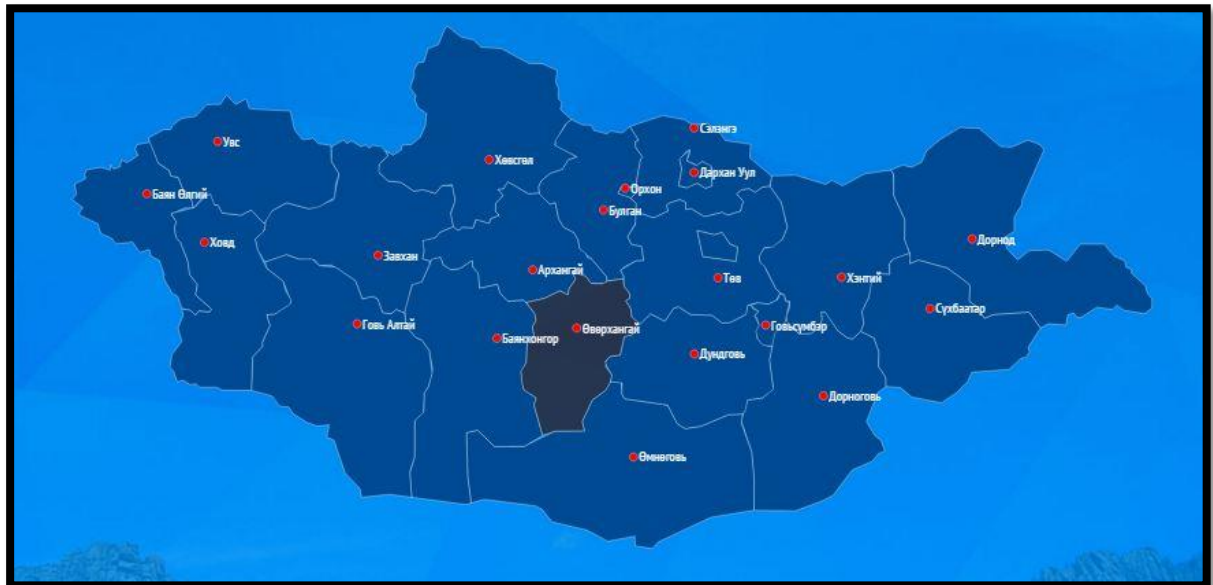 Сэлэнгэ
Увс
Хөвсгөл
Дархан Уул
Баян Өлгий
Орхон
Булган
Ховд
Дорнод
Завхан
Архангай
Төв
Хэнтий
Сүхбаатар
Говь Алтай
Өвөрхангай
Говьсүмбэр
Баянхонгор
Дундговь
Дорноговь
Өмнөговь